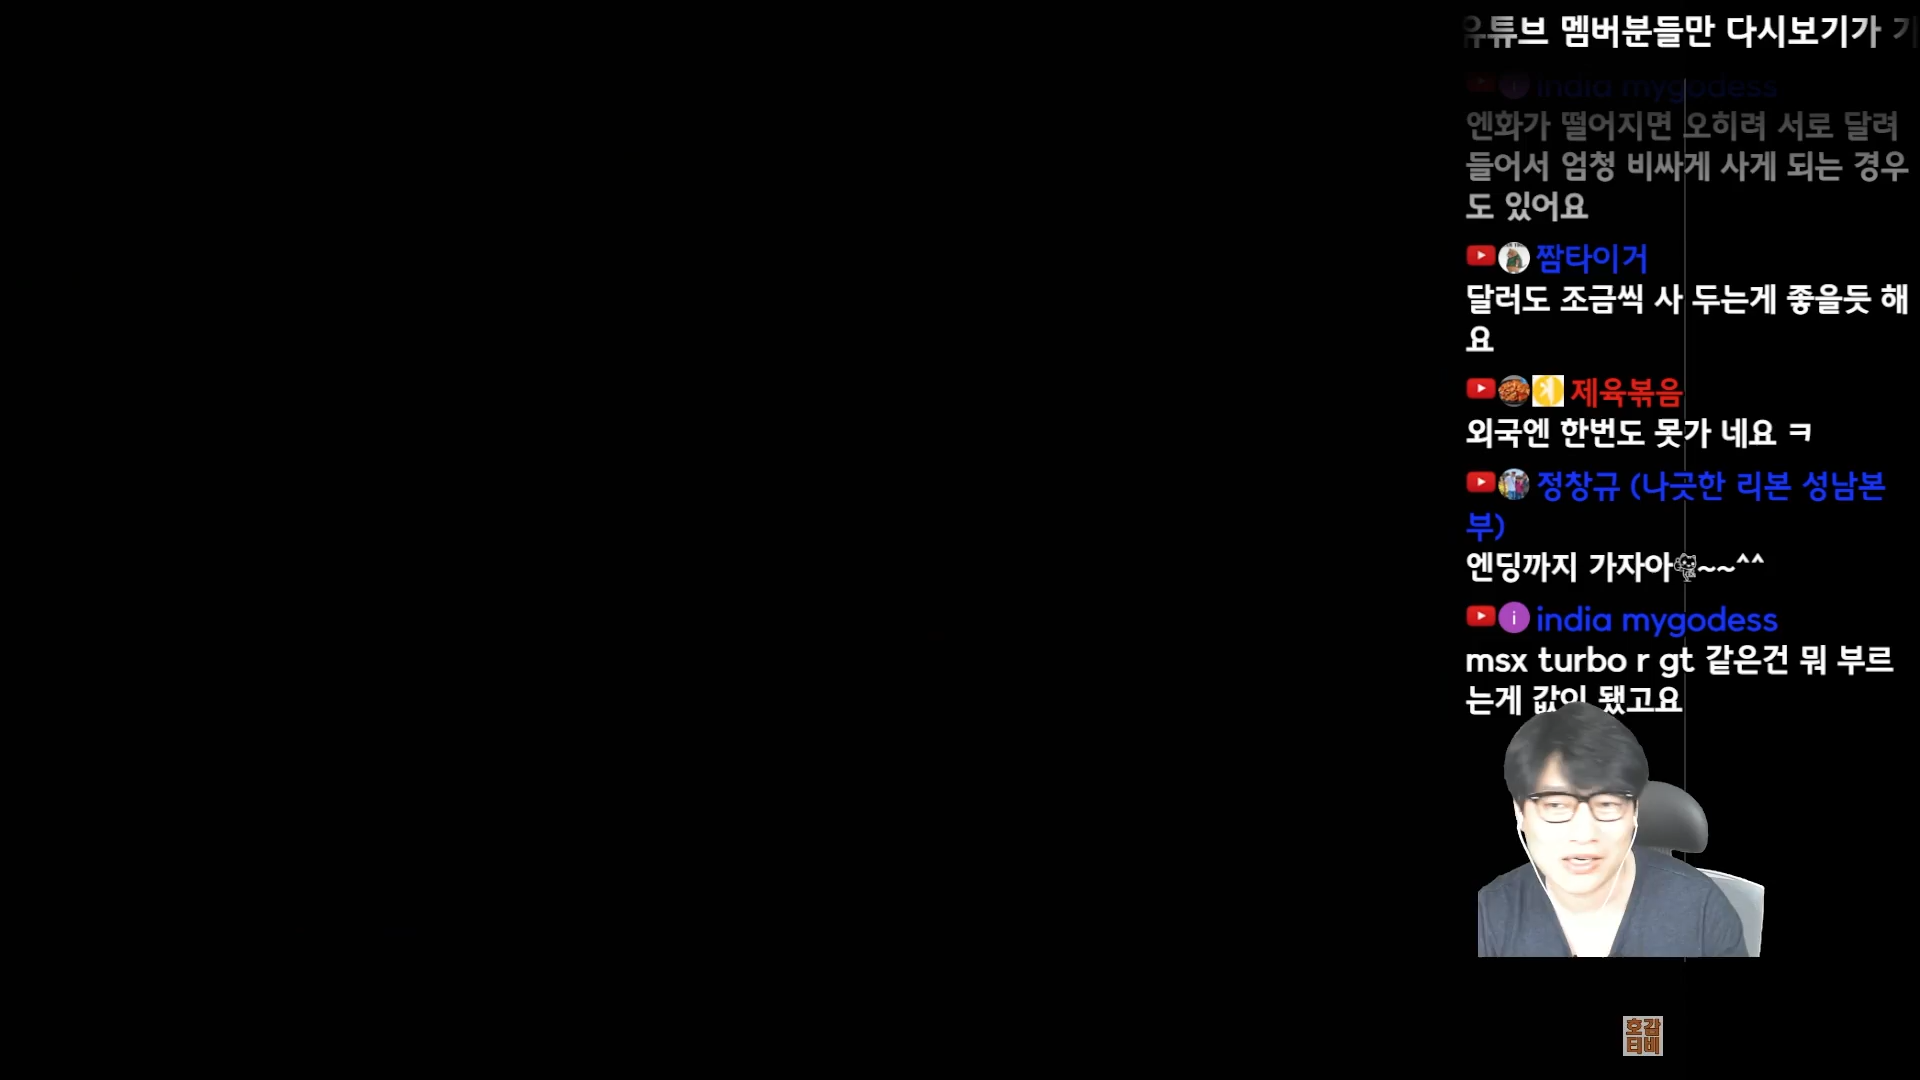 유튜브 멤버분들만 다시보기가 기
india mygodess
엔화가 떨어지면 오히려 서로 달려
들어서 엄청 비싸게 사게 되는 경우
도 있어요
짬타이거
달러도 조금씩 사 두는게 좋을듯 해
요
제육볶음
외국엔 한번도 못가 네요 ㅋ
정창규 (나긋한 리본 성남본
부)
엔딩까지 가자아~~^^
india mygodess
msx turbo r gt 같은건 뭐 부르
는게 값이 됐고요
호감
티비